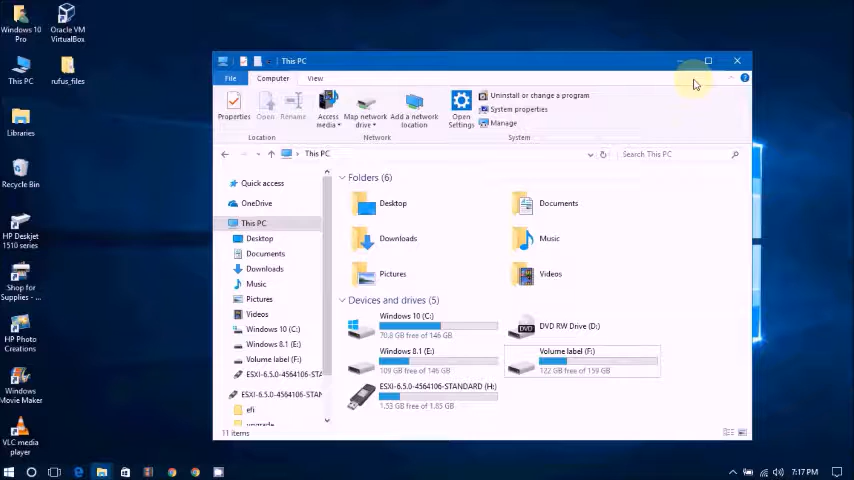 Windows 10
Pro
Oracle VM
VirtualBox
This PC
rufus_files
Libraries
Recycle Bin
HP Deskjet
1510 series
Shop for
Supplies - ...
HP Photo
Creations
Windows
Movie Maker
VLC media
player
This PC
File
Computer
View
Properties
Open
Rename
Access
media
Map network
drive
Add a network
location
Open
Settings
Uninstall or change a program
System properties
Manage
Location
Network
System
This PC
Search This PC
Quick access
OneDrive
This PC
Desktop
Documents
Downloads
Music
Pictures
Videos
Windows 10 (C:)
Windows 8.1 (E:)
Volume label (F:)
ESXI-6.5.0-4564106-STA
ESXI-6.5.0-4564106-STAN
efi
upgrade
Folders (6)
Desktop
Documents
Downloads
Music
Pictures
Videos
Devices and drives (5)
Windows 10 (C:)
70.8 GB free of 146 GB
DVD
DVD RW Drive (D:)
Windows 8.1 (E:)
109 GB free of 146 GB
Volume label (F:)
122 GB free of 159 GB
ESXI-6.5.0-4564106-STANDARD (H:)
1.53 GB free of 1.85 GB
11 items
7:17 PM